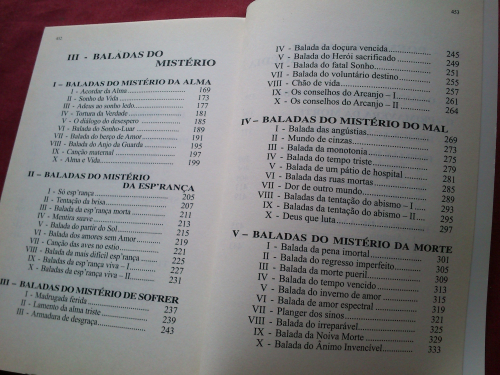 III - BALADAS DO
MISTÉRIO
I - BALADAS DO MISTÉRIO DA ALMA
I - Acordar da Alma 169
II - Sonho da Vida 173
III - Adeus ao sonho ledo 177
IV - Tortura da Verdade 181
V - O diálogo do desespero 185
VI - Balada do Sonho-Luar 189
VII - Balada do berço de Amor 191
VIII - Balada do Anjo da Guarda 195
IX - Canção maternal 197
X - Alma e Vida 199
II – BALADAS DO MISTÉRIO
DA ESP'RANÇA
I - Só esp'rança 205
II - Tentação da brisa 207
III - Balada da esp'rança morta 211
IV - Mentira suave 213
V - Balada do partir do Sol 215
VI - Balada dos amores sem Amor 219
VII - Canção das aves no estio 221
VIII - Balada da mais difícil esp'rança 225
IX - Balada da esp'rança viva – I 227
X - Balada da esp'rança viva – II 231
III – BALADAS DO MISTÉRIO DE SOFRER
I - Madrugada ferida 237
II - Lamento da alma triste 239
III - Armadura de desgraça 243
IV - Balada da doçura vencida 245
V - Balada do Herói sacrificado 249
VI - Balada do fatal Sonho
VII - Balada do voluntário destino 251
VIII - Chão de vida
IX - Os conselhos do Arcanjo – I 261
X - Os conselhos do Arcanjo – II 264
IV – BALADAS DO MISTÉRIO DO MAL
I - Balada das angústias 269
II - Mundo de cinzas 273
III - Balada da monotonia 275
IV - Balada do tempo triste 279
V - Balada de um pátio de hospital 281
VI - Balada das ruas mortas 287
VII - Dor de outro mundo 289
VIII - Baladas da tentação do abismo – I 293
IX - Baladas da tentação do abismo – II 295
X - Deus que luta 297
V – BALADAS DO MISTÉRIO DA MORTE
I - Balada da pena imortal 301
II - Balada do regresso imperfeito 305
III - Balada da morte pueril 309
IV - Balada do tempo vencido 313
V - Balada do inverno de amor 315
VI - Balada de amor espectral 319
VII - Planger dos sinos 321
VIII - Balada do irreparável 325
IX - Balada da Noiva Morte 329
X - Balada do Ânimo Invencível 333